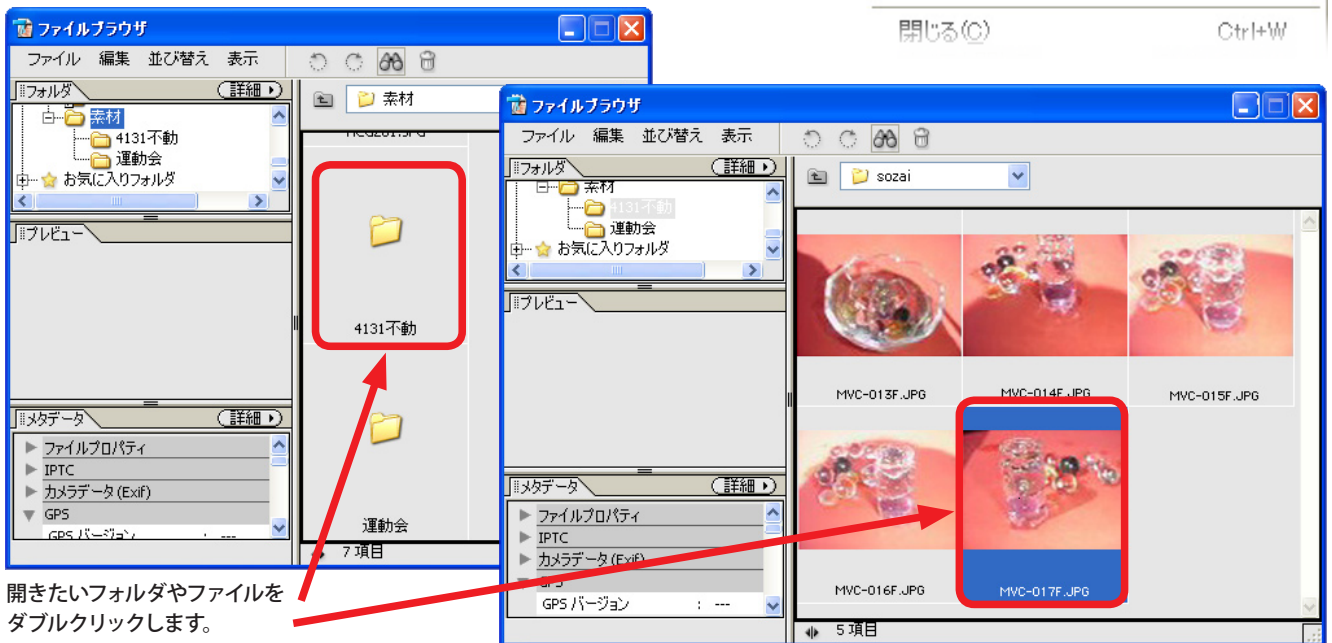 閉じる(C) Ctrl+W
ファイルブラウザ
ファイル 編集 並び替え 表示
フォルダ 詳細
素材
4131不動
運動会
お気に入りフォルダ
プレビュー
メタデータ 詳細
ファイルプロパティ
IPTC
カメラデータ(Exif)
GPS
GPS バージョン : ---
素材
4131不動
運動会
7 項目
ファイルブラウザ
ファイル 編集 並び替え 表示
フォルダ 詳細
素材
4131不動
運動会
お気に入りフォルダ
プレビュー
メタデータ 詳細
ファイルプロパティ
IPTC
カメラデータ(Exif)
GPS
GPS バージョン : ---
sozai
MVC-013F.JPG MVC-014F.JPG MVC-015F.JPG
MVC-016F.JPG MVC-017F.JPG
5 項目
開きたいフォルダやファイルを
ダブルクリックします。